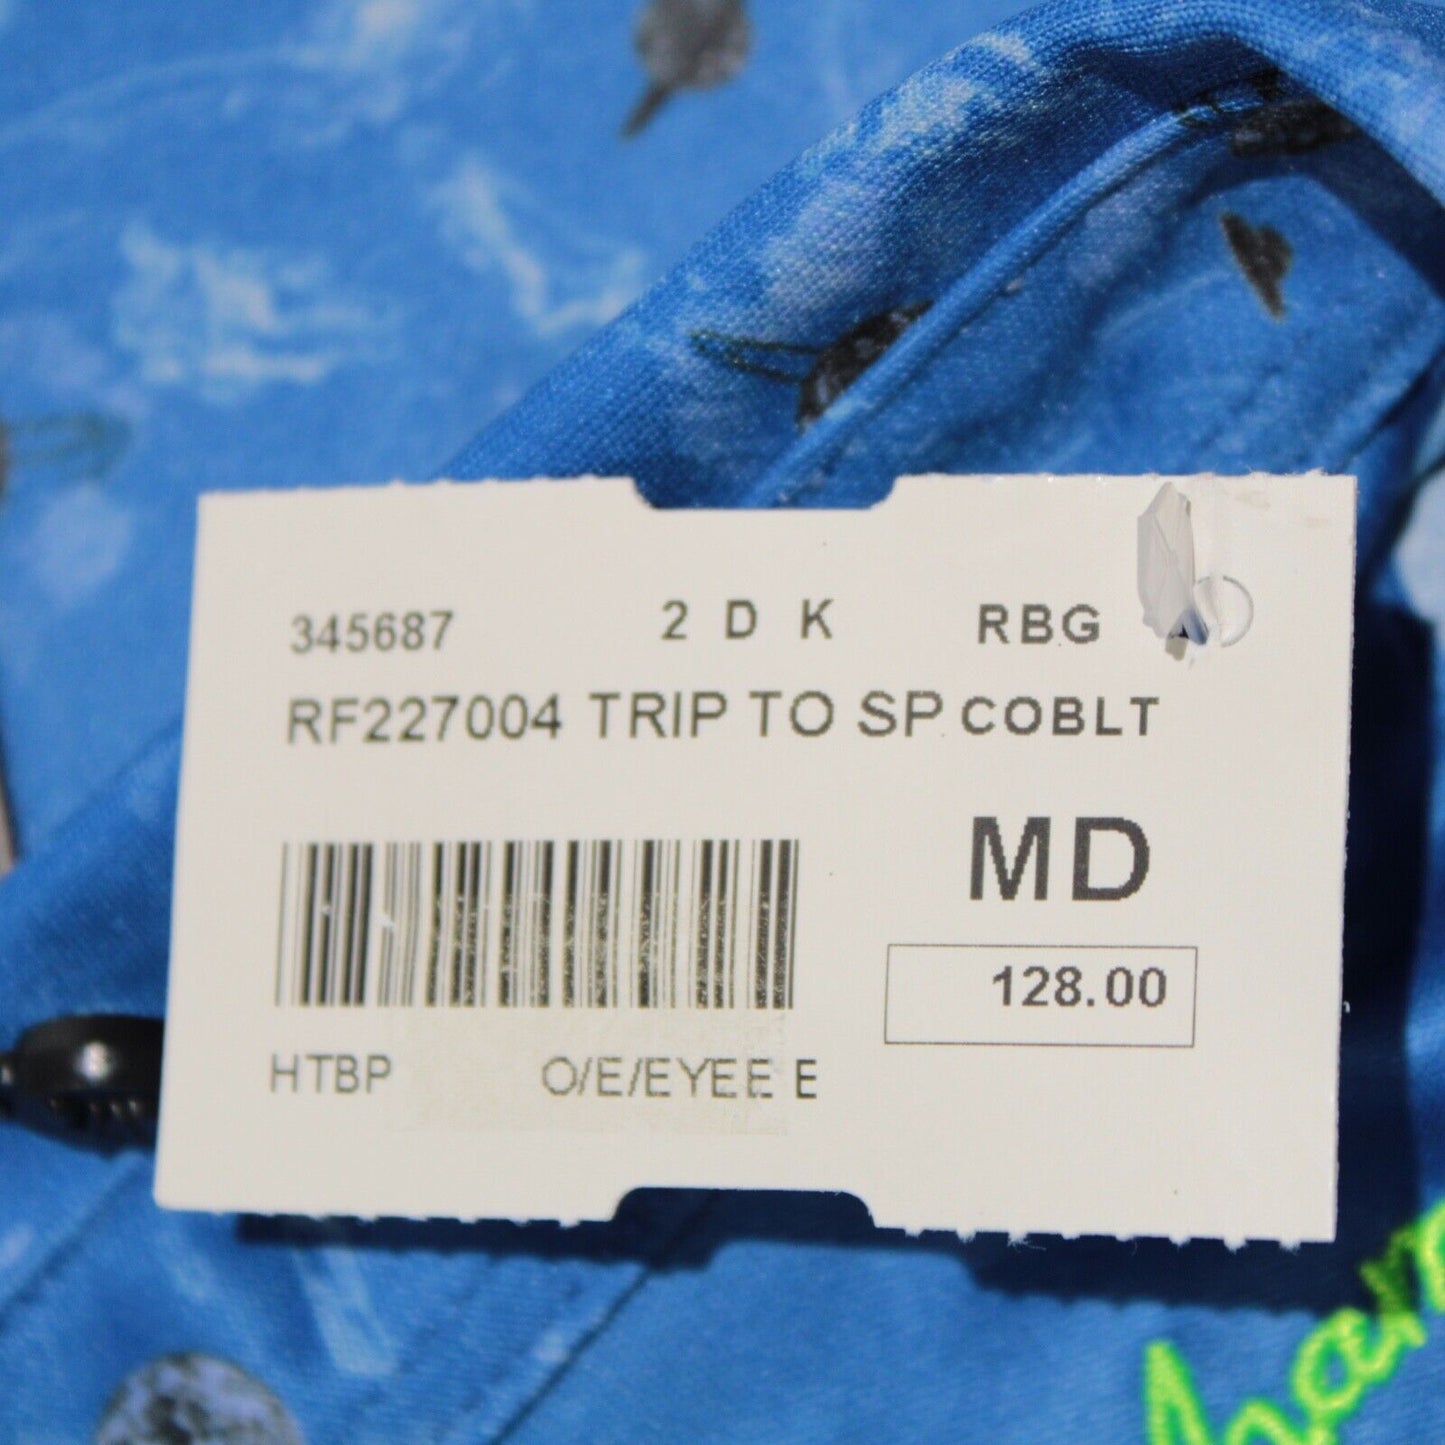 345687 2 D K RBG
RF227004 TRIP TO SP COBLT
MD
128.00
HTBP O/E/EYEE E